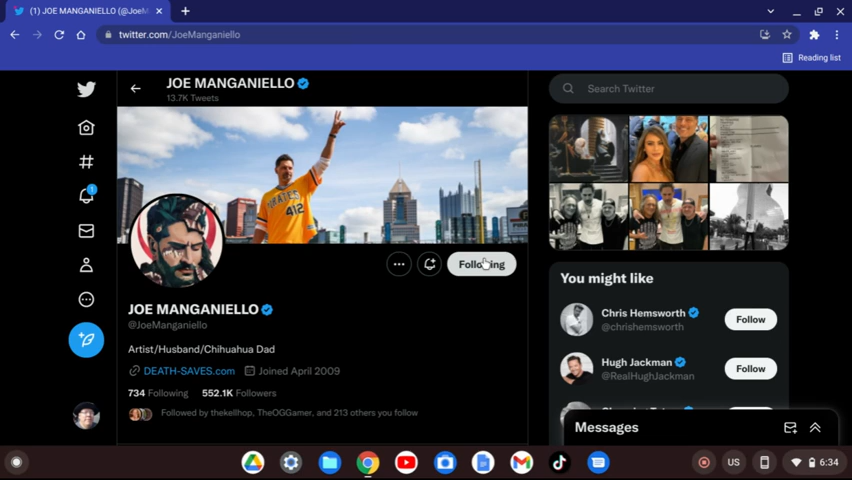 (1) JOE MANGANIELLO (@JoeM
twitter.com/JoeManganiello
Reading list
JOE MANGANIELLO
13.7K Tweets
Search Twitter
PIRATES
412
Following
JOE MANGANIELLO
@JoeManganiello
Artist/Husband/Chihuahua Dad
DEATH-SAVES.com Joined April 2009
734 Following 552.1K Followers
Followed by thekellhop, TheOGGamer, and 213 others you follow
You might like
Chris Hemsworth
@chrishemsworth
Follow
Hugh Jackman
@RealHughJackman
Follow
Messages
1
US
6:34